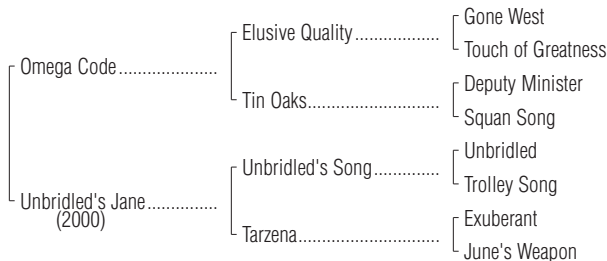 Gone West
Elusive Quality..................
Touch of Greatness
Omega Code.....................
Deputy Minister
Tin Oaks............................
Squan Song
Unbridled
Unbridled's Song................
Trolley Song
Unbridled's Jane...............
(2000)
Exuberant
Tarzena..............................
June's Weapon